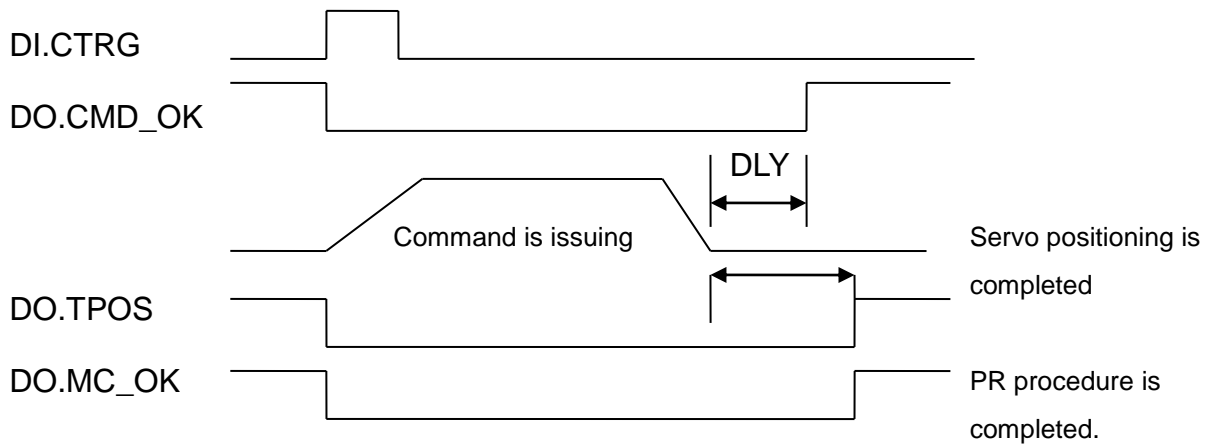 DI.CTRG
DO.CMD_OK
DLY
Command is issuing
Servo positioning is
completed
DO.TPOS
DO.MC_OK
PR procedure is
completed.